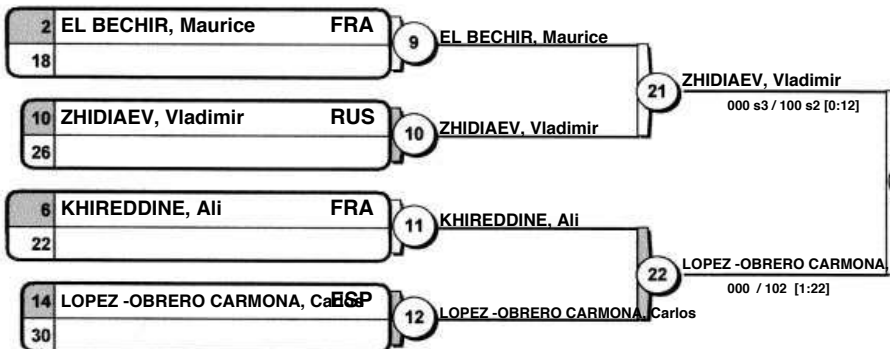 2 EL BECHIR, Maurice FRA
18
9 EL BECHIR, Maurice
10 ZHIDIAEV, Vladimir RUS
26
10 ZHIDIAEV, Vladimir
21 ZHIDIAEV, Vladimir
000 s3 / 100 s2 [0:12]
6 KHIREDDINE, Ali FRA
22
11 KHIREDDINE, Ali
14 LOPEZ -OBRERO CARMONA, Carlos ESP
30
12 LOPEZ -OBRERO CARMONA, Carlos
22 LOPEZ -OBRERO CARMONA,
000 / 102 [1:22]